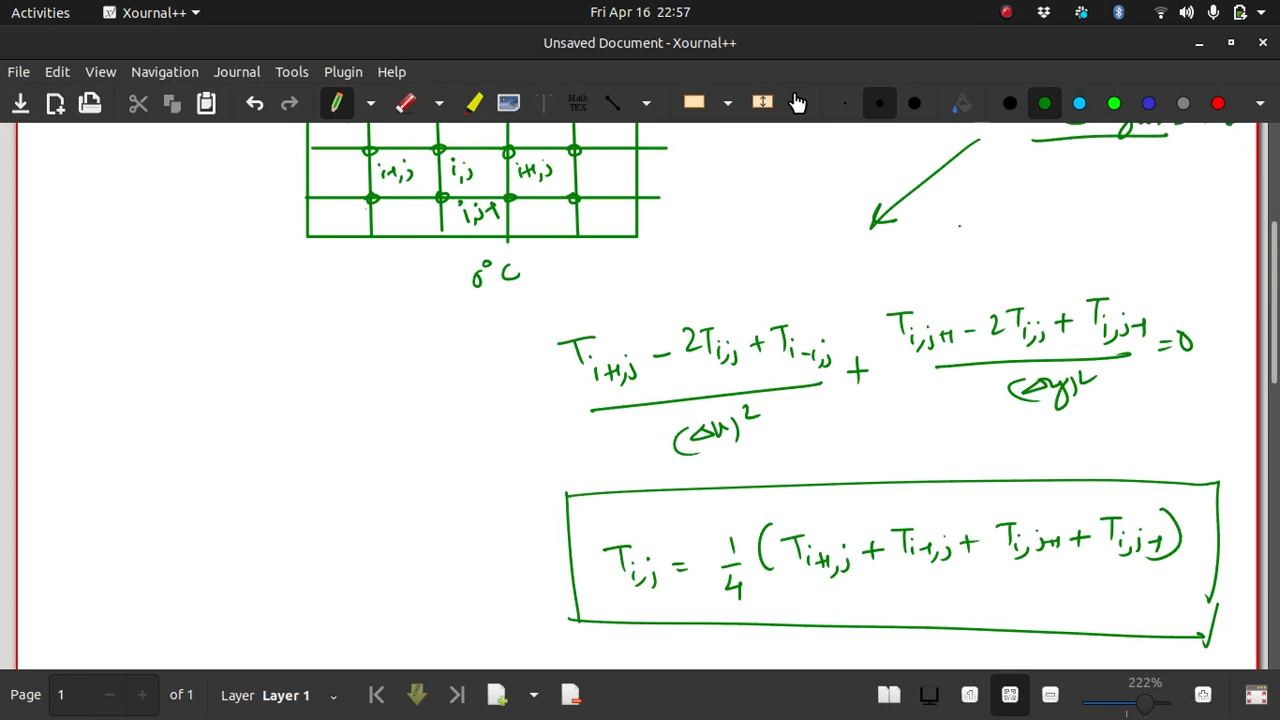 Activities Xournal++ Fri Apr 16 22:57
Unsaved Document - Xournal++
File Edit View Navigation Journal Tools Plugin Help
Math TEX
i-1,j i,j i+1,j
i,j-1
0°C
T_{i+1,j} - 2T_{i,j} + T_{i-1,j} / (Δx)² + T_{i,j+1} - 2T_{i,j} + T_{i,j-1} / (Δy)² = 0
T_{i,j} = 1/4 (T_{i+1,j} + T_{i-1,j} + T_{i,j+1} + T_{i,j-1})
Page 1 of 1 Layer Layer 1 222%